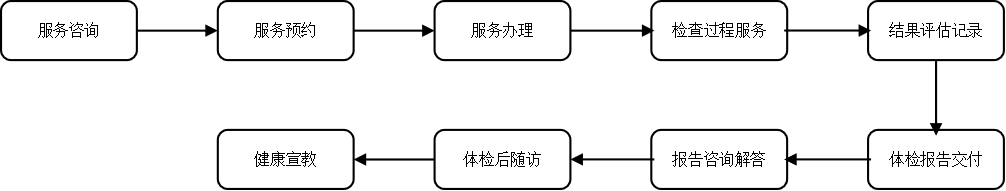 服务咨询
服务预约
服务办理
检查过程服务
结果评估记录
体检报告交付
报告咨询解答
体检后随访
健康宣教